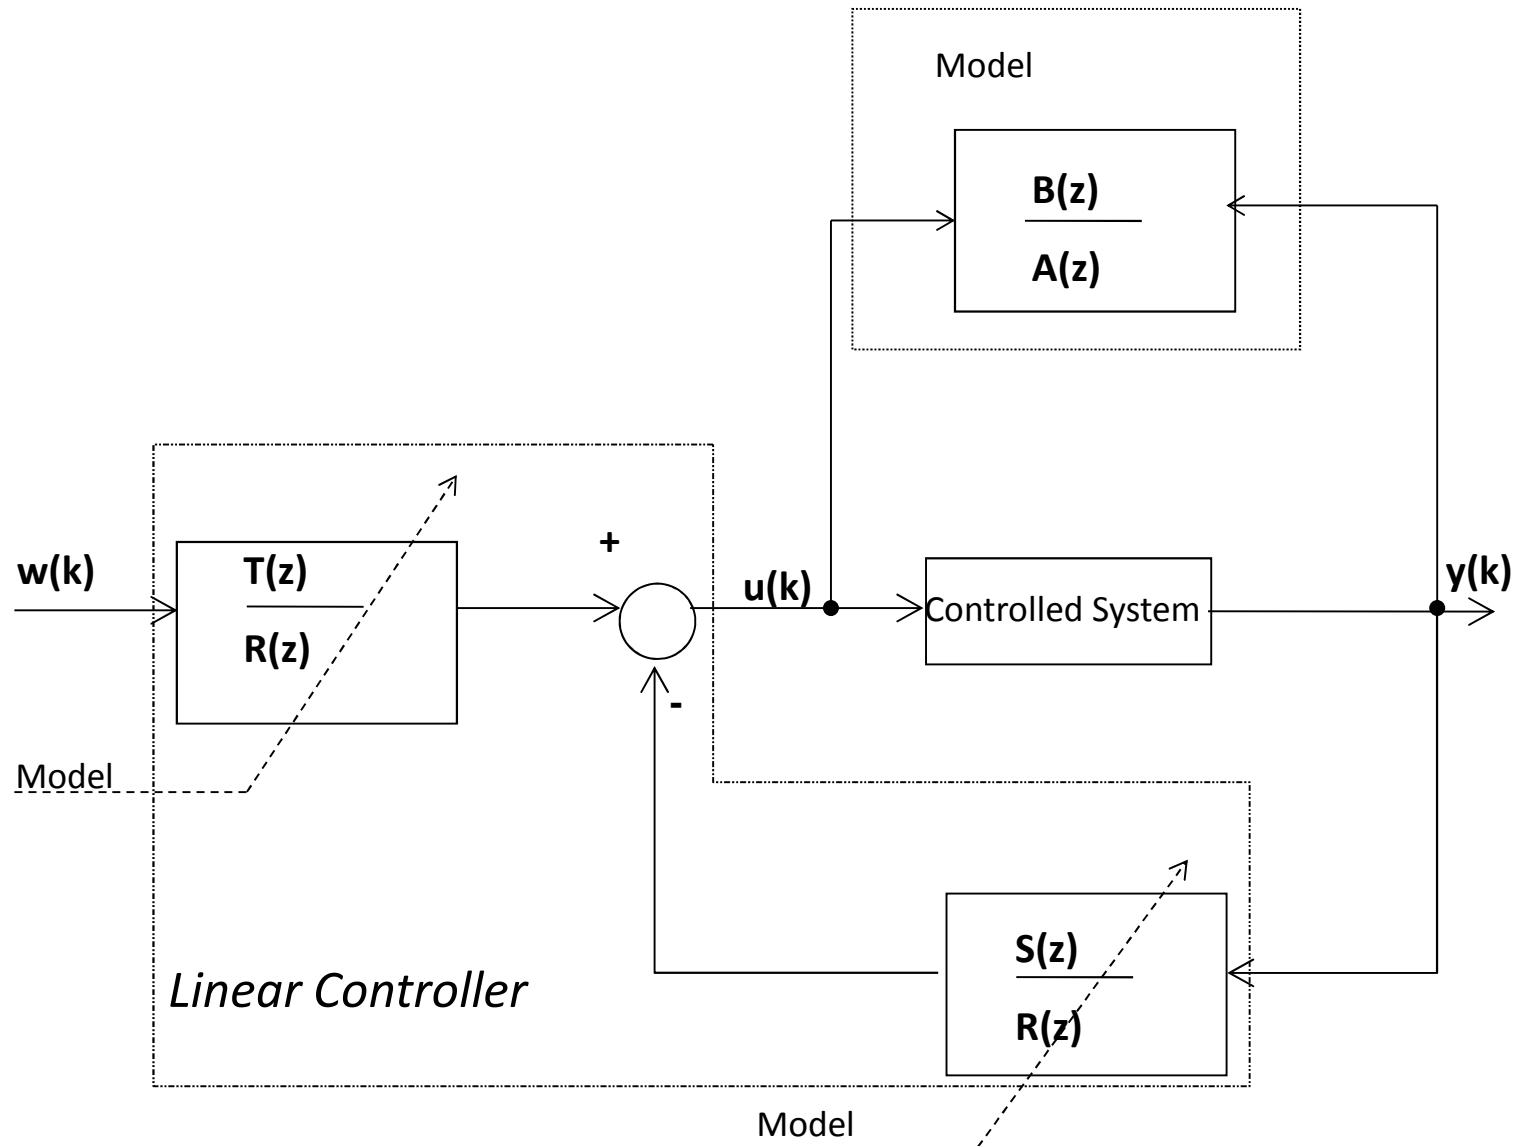 Model
B(z)
A(z)
w(k)
T(z)
R(z)
+
u(k)
Controlled System
y(k)
-
Model
Linear Controller
S(z)
R(z)
Model